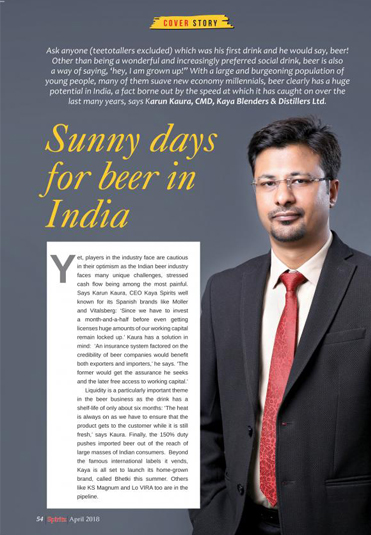 COVER STORY
Ask anyone (teetotallers excluded) which was his first drink and he would say, beer!
Other than being a wonderful and increasingly preferred social drink, beer is also
a way of saying, 'hey, I am grown up!" With a large and burgeoning population of
young people, many of them suave new economy millennials, beer clearly has a huge
potential in India, a fact borne out by the speed at which it has caught on over the
last many years, says Karun Kaura, CMD, Kaya Blenders & Distillers Ltd.
Sunny days
for beer in
India
Yet, players in the industry face are cautious
in their optimism as the Indian beer industry
faces many unique challenges, stressed
cash flow being among the most painful.
Says Karun Kaura, CEO Kaya Spirits well
known for its Spanish brands like Moller
and Vitalsberg: 'Since we have to invest
a month-and-a-half before even getting
licenses huge amounts of our working capital
remain locked up.' Kaura has a solution in
mind: 'An insurance system factored on the
credibility of beer companies would benefit
both exporters and importers,' he says. 'The
former would get the assurance he seeks
and the later free access to working capital.'
Liquidity is a particularly important theme
in the beer business as the drink has a
shelf-life of only about six months: 'The heat
is always on as we have to ensure that the
product gets to the customer while it is still
fresh,' says Kaura. Finally, the 150% duty
pushes imported beer out of the reach of
large masses of Indian consumers. Beyond
the famous international labels it vends,
Kaya is all set to launch its home-grown
brand, called Bhetki this summer. Others
like KS Magnum and Lo VIRA too are in the
pipeline.
54 Spiritz April 2018